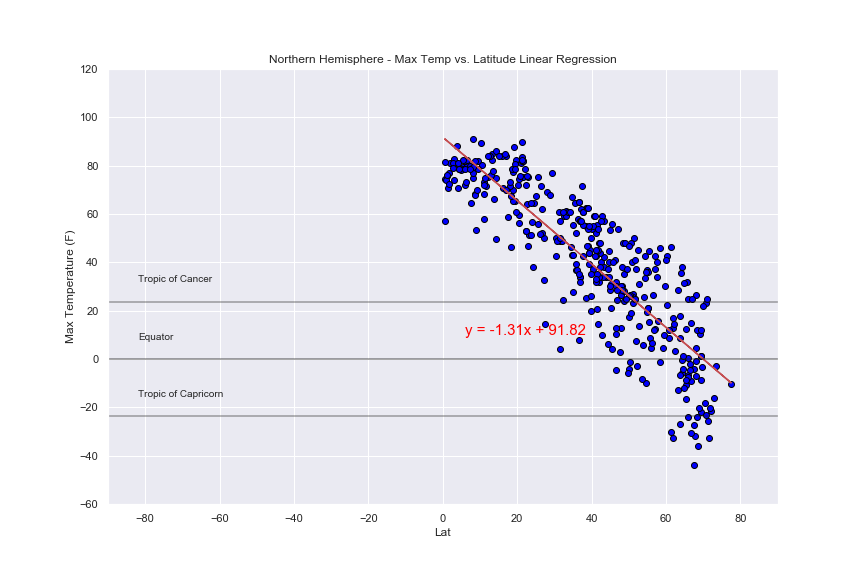 Northern Hemisphere - Max Temp vs. Latitude Linear Regression
120
100
80
60
40
20
0
−20
−40
−60
Max Temperature (F)
Tropic of Cancer
Equator
Tropic of Capricorn
y = -1.31x + 91.82
−80
−60
−40
−20
0
20
40
60
80
Lat